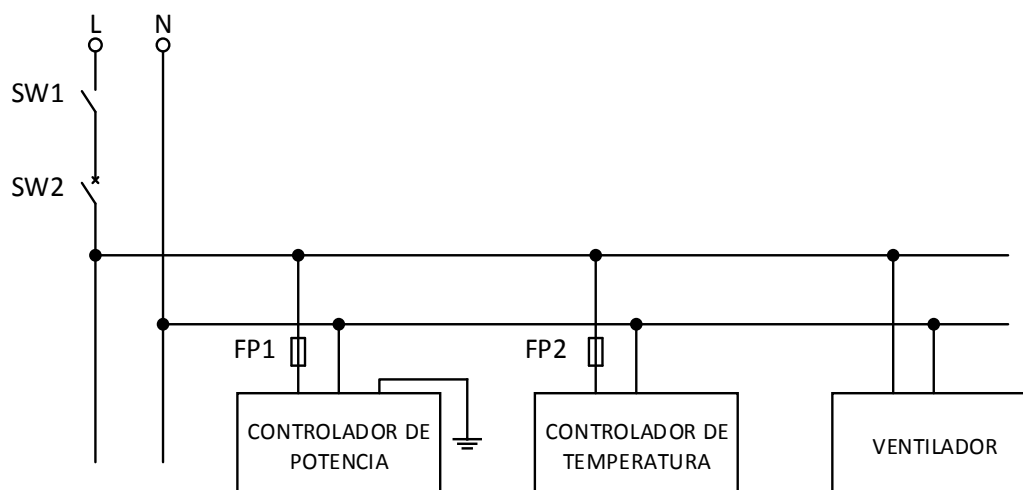 L N
SW1
SW2
FP1
FP2
CONTROLADOR DE
POTENCIA
CONTROLADOR DE
TEMPERATURA
VENTILADOR